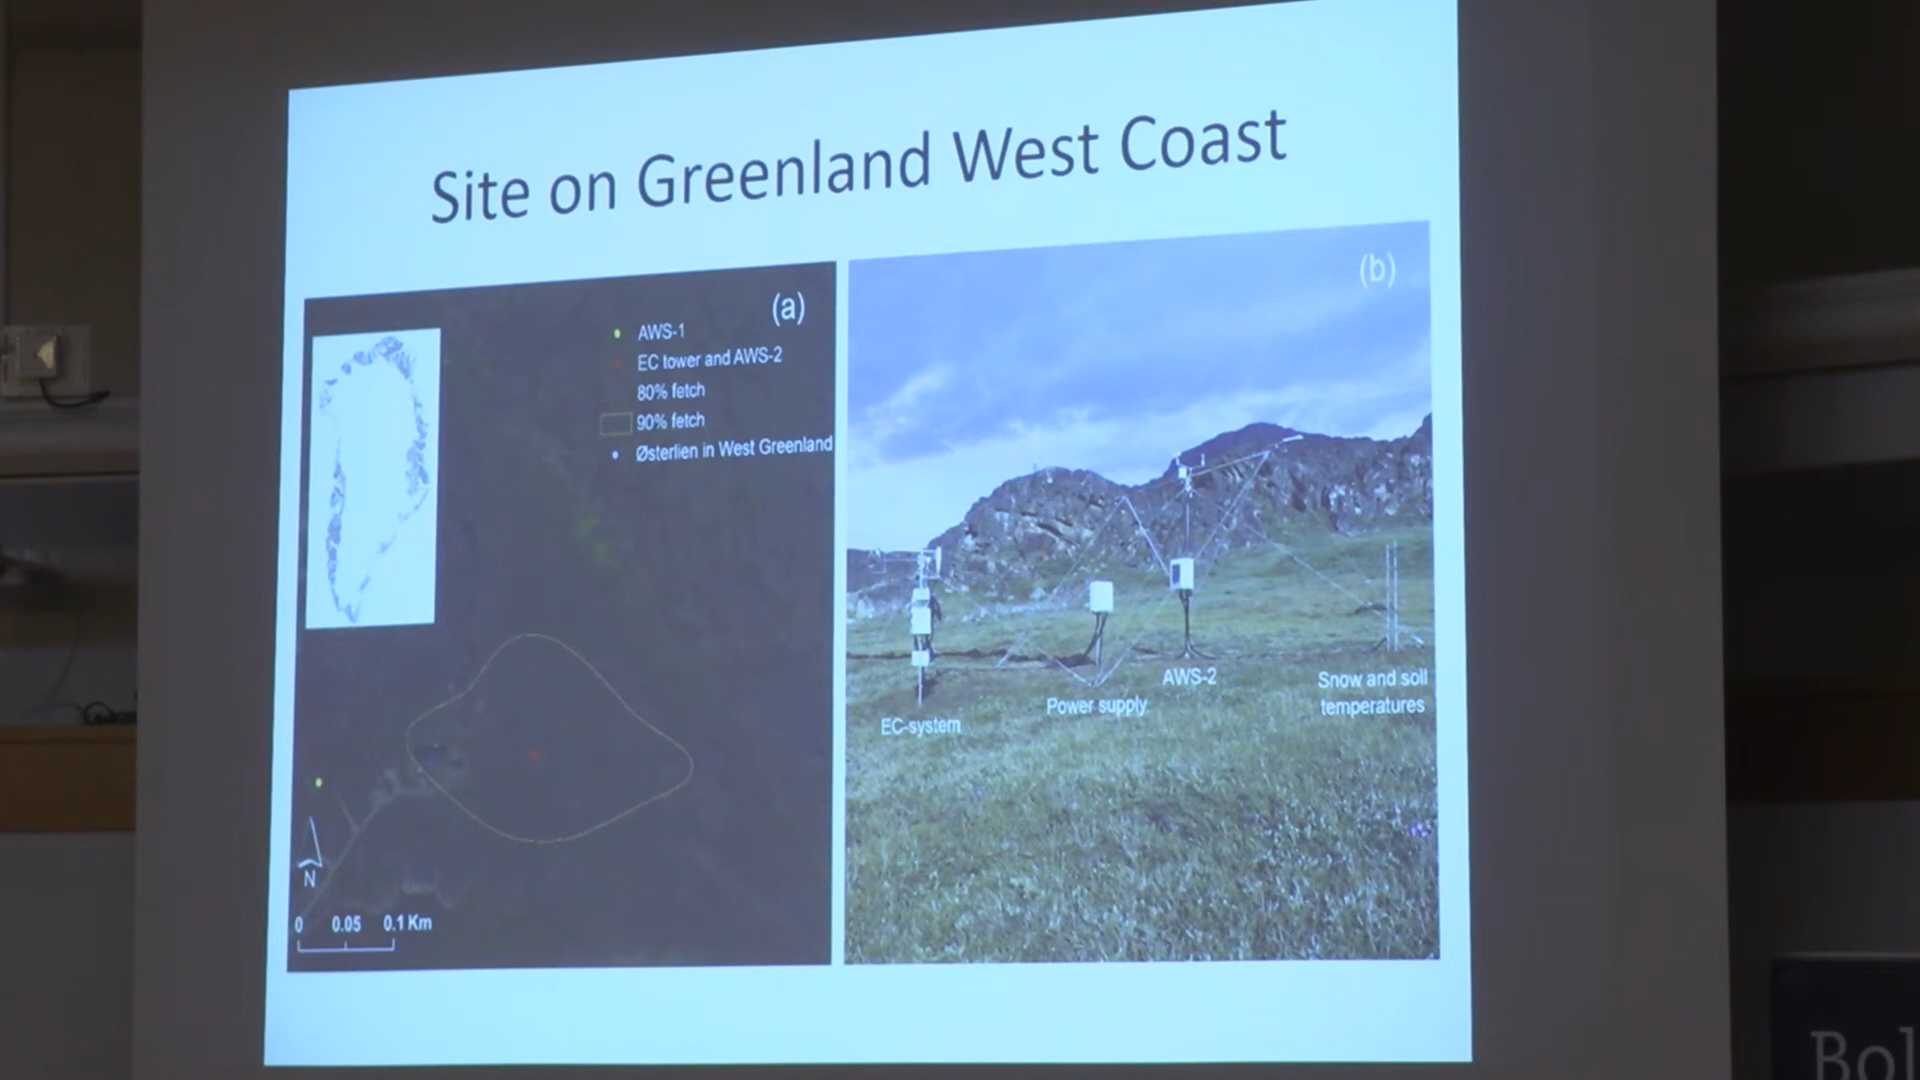 Site on Greenland West Coast
(a)
AWS-1
EC tower and AWS-2
80% fetch
90% fetch
Østerlien in West Greenland
N
0 0.05 0.1 Km
(b)
EC-system
Power supply
AWS-2
Snow and soil
temperatures
Bol